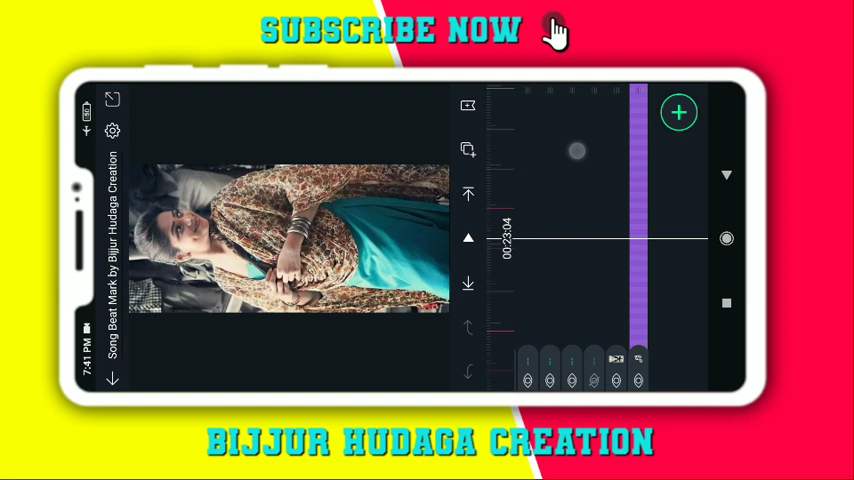 SUBSCRIBE NOW
7:41 PM
Song Beat Mark by Bijjur Hudaga Creation
00:23:04
BIJJUR HUDAGA CREATION